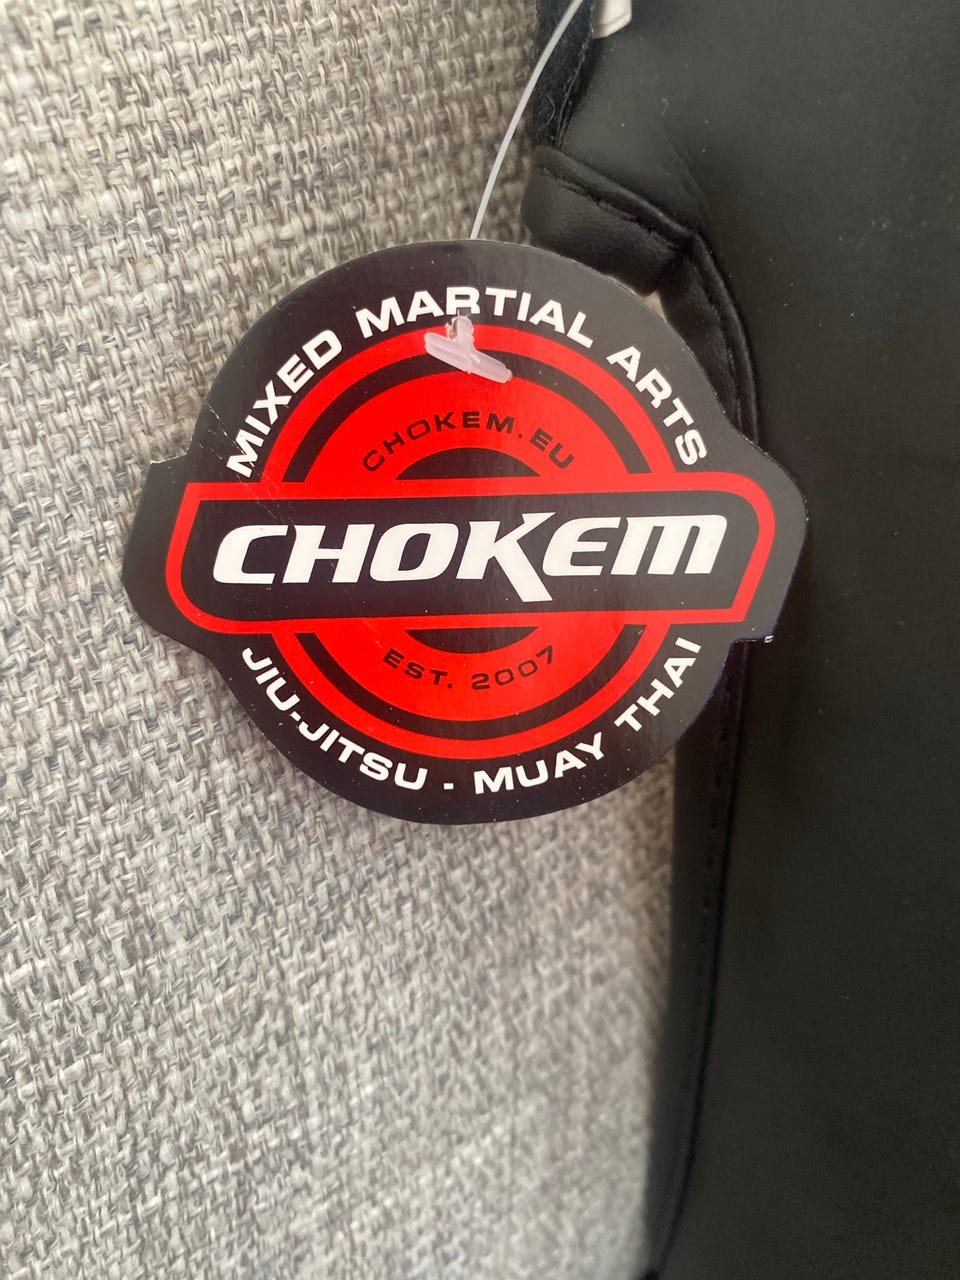 MIXED MARTIAL ARTS
CHOKEM.EU
CHOKEM
EST. 2007
JIU-JITSU - MUAY THAI